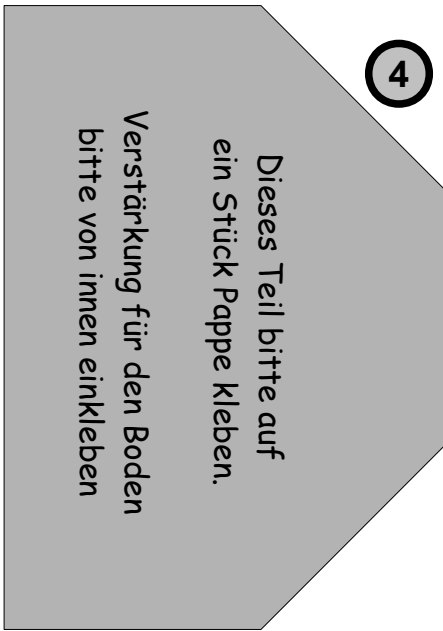 4
Dieses Teil bitte auf
ein Stück Pappe kleben.
Verstärkung für den Boden
bitte von innen einkleben